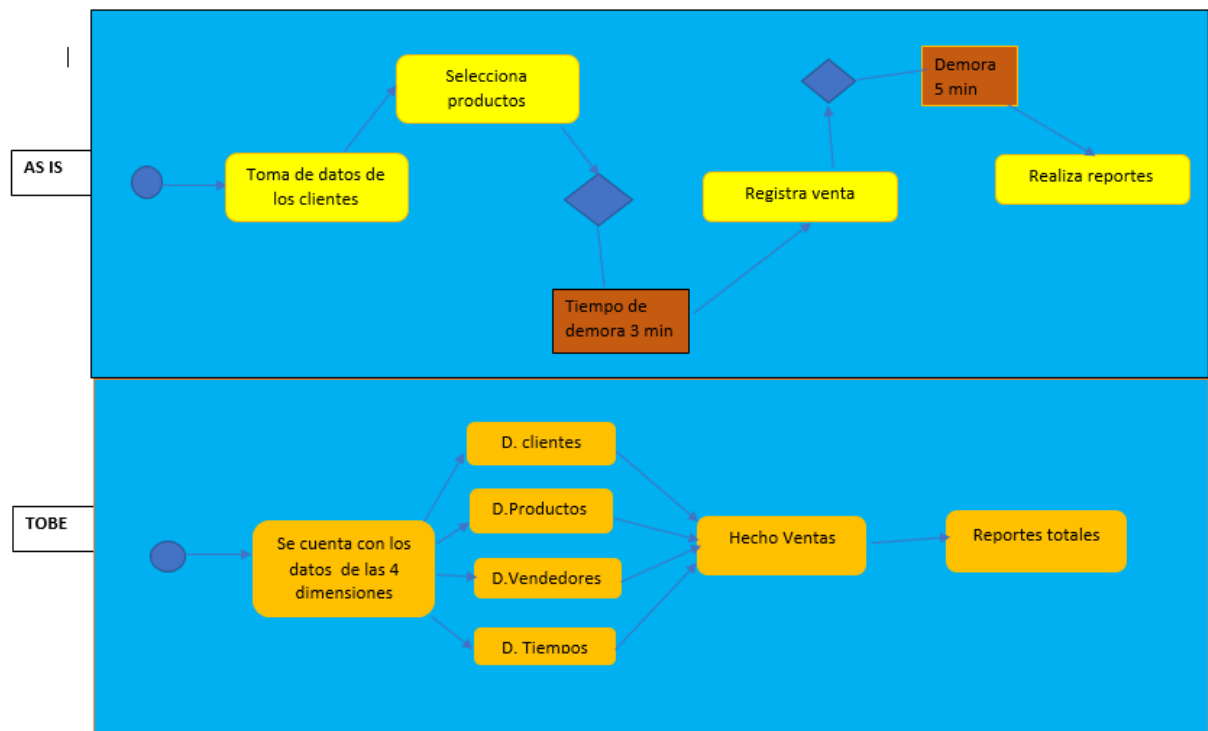 AS IS
Toma de datos de
los clientes
Selecciona
productos
Tiempo de
demora 3 min
Registra venta
Demora
5 min
Realiza reportes
TOBE
Se cuenta con los
datos de las 4
dimensiones
D. clientes
D.Productos
D.Vendedores
D. Tiempos
Hecho Ventas
Reportes totales